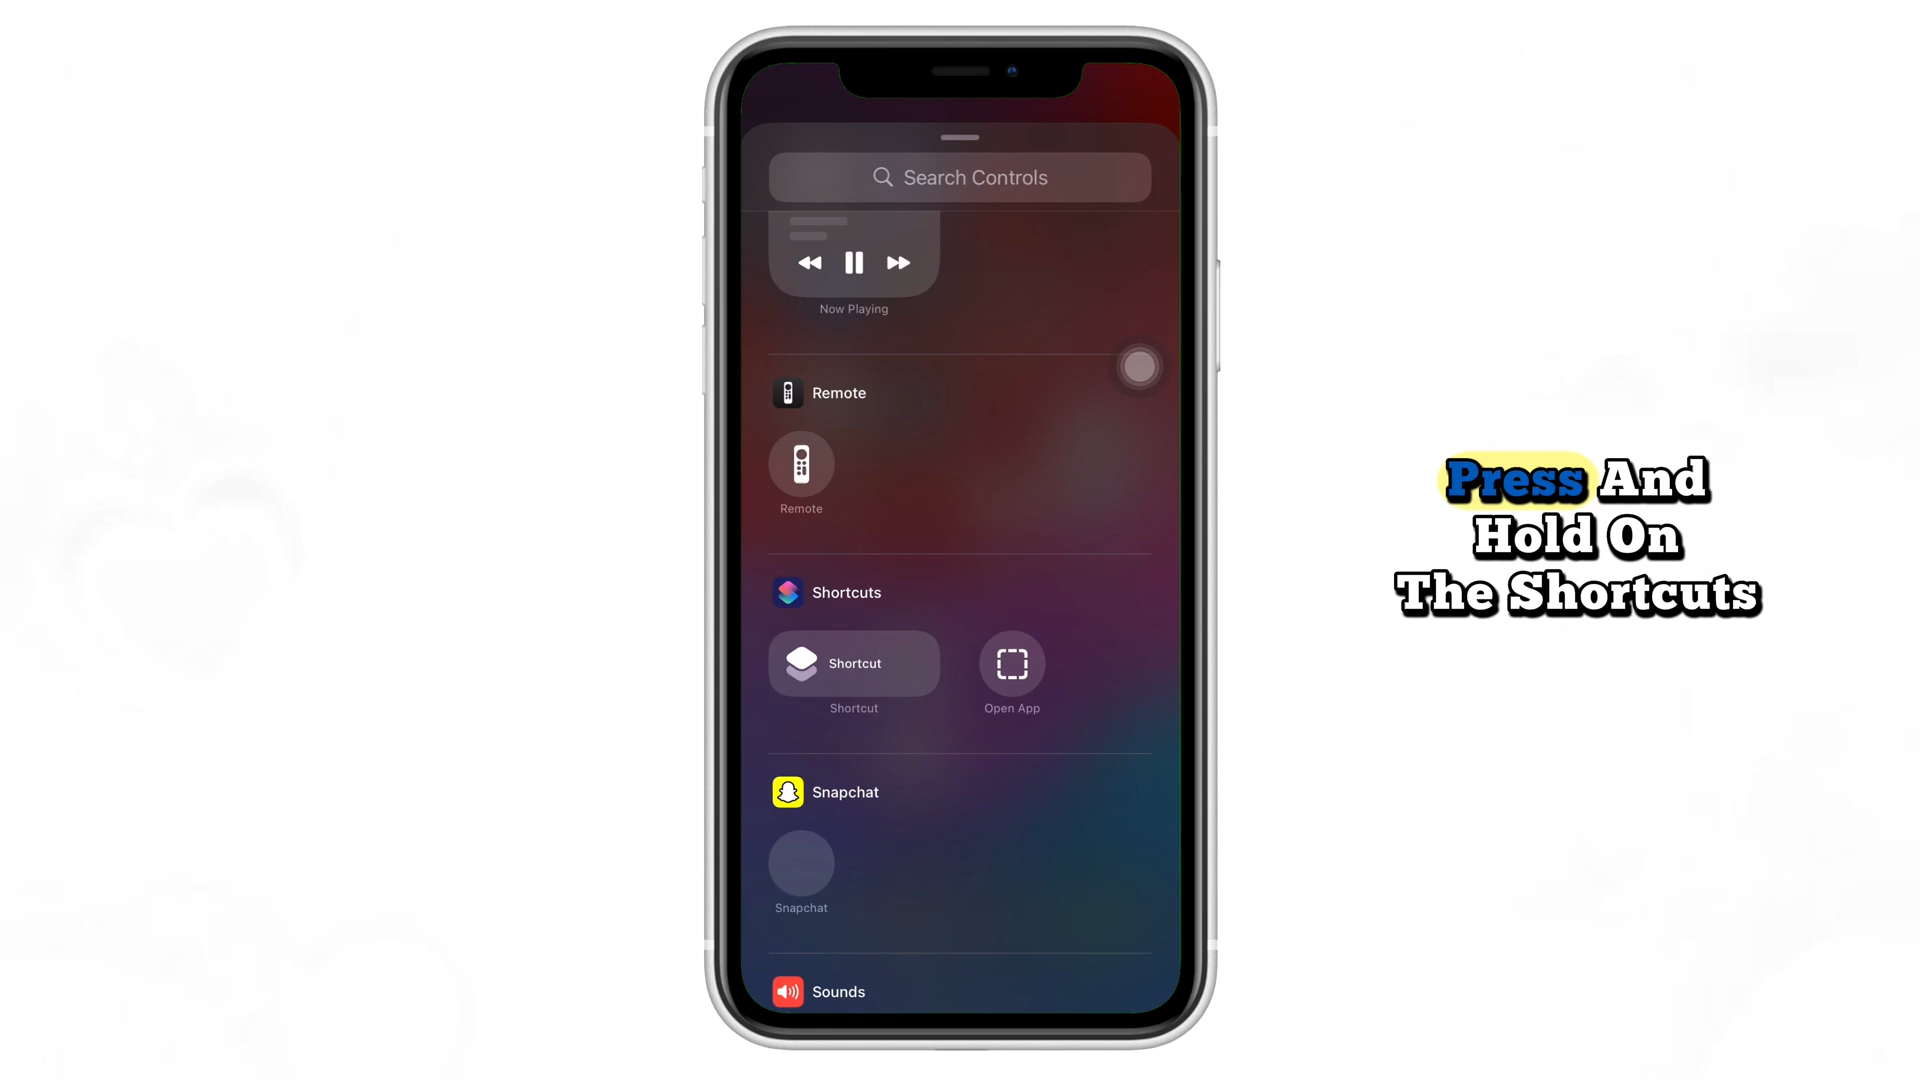 Search Controls
Now Playing
Remote
Remote
Shortcuts
Shortcut
Shortcut
Open App
Snapchat
Snapchat
Sounds
Press And
Hold On
The Shortcuts